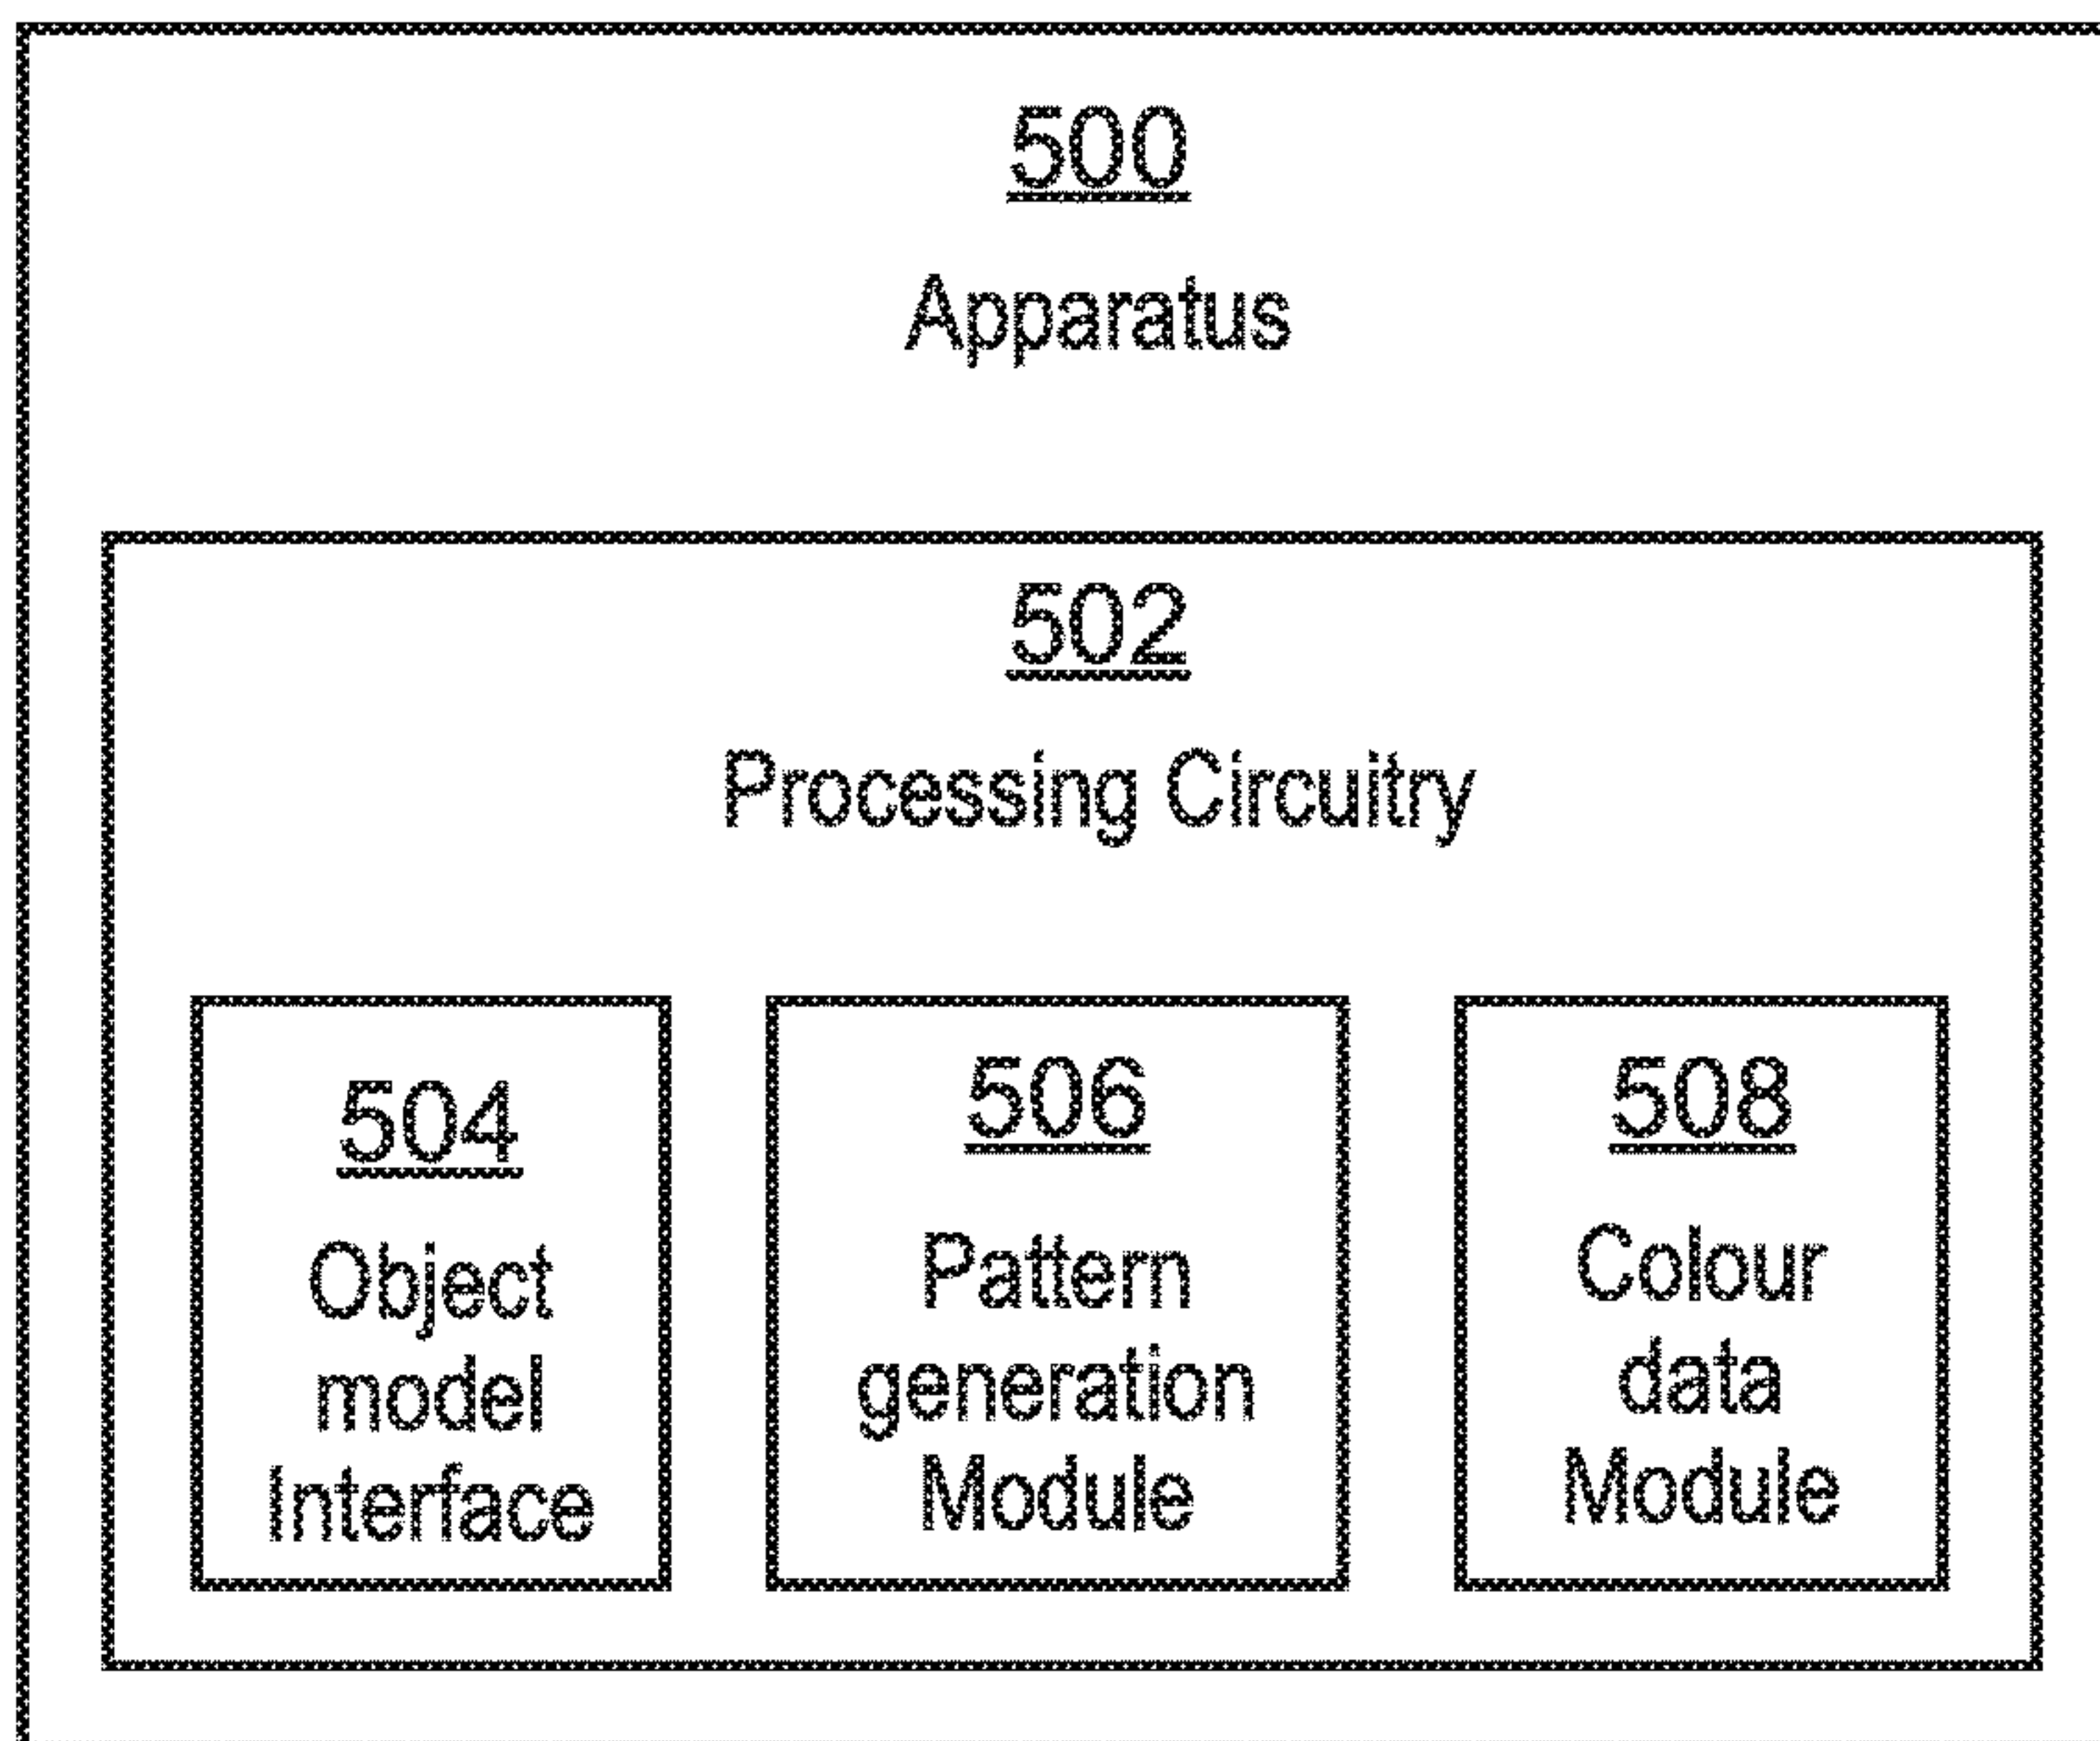 500
Apparatus
502
Processing Circuitry
504
Object
model
Interface
506
Pattern
generation
Module
508
Colour
data
Module